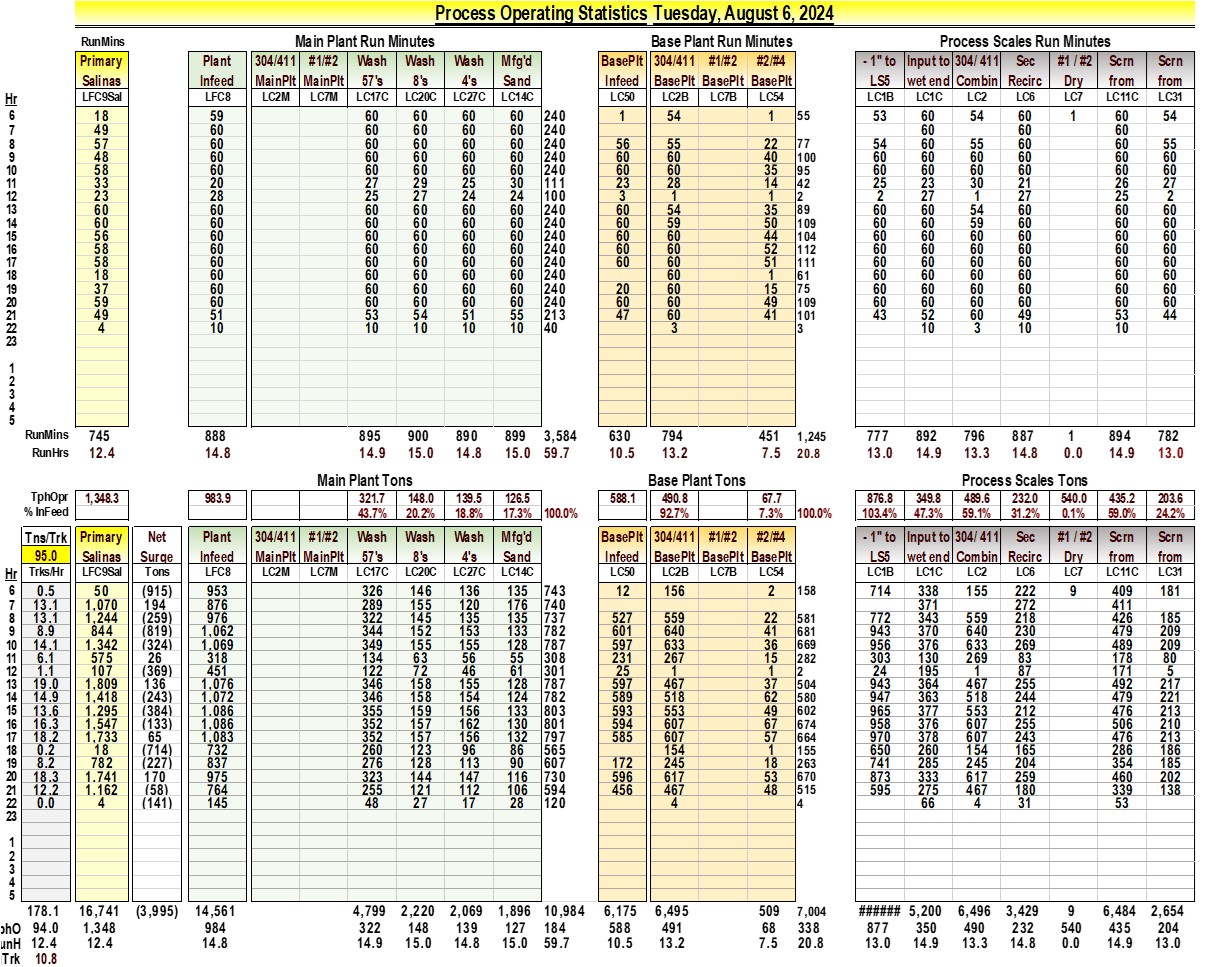 Process Operating Statistics Tuesday, August 6, 2024
RunMins Main Plant Run Minutes Base Plant Run Minutes Process Scales Run Minutes
Primary Plant 304/411 #1/#2 Wash Wash Wash Mfg'd BasePlt 304/411 #1/#2 #2/#4 - 1" to Input to 304/ 411 Sec #1 / #2 Scrn Scrn
Salinas Infeed MainPlt MainPlt 57's 8's 4's Sand Infeed BasePlt BasePlt BasePlt LS5 wet end Combin Recirc Dry from from
Hr LFC9Sal LFC8 LC2M LC7M LC17C LC20C LC27C LC14C LC50 LC2B LC7B LC54 LC1B LC1C LC2 LC6 LC7 LC11C LC31
6 18 59 60 60 60 60 240 1 54 1 55 53 60 54 60 1 60 54
7 49 60 60 60 60 60 240 60 60 60
8 57 60 60 60 60 60 240 56 55 22 77 54 60 55 60 60 55
9 48 60 60 60 60 60 240 60 60 40 100 60 60 60 60 60 60
10 58 60 60 60 60 60 240 60 60 35 95 60 60 60 60 60 60
11 33 20 27 29 25 30 111 23 28 14 42 25 23 30 21 26 27
12 23 28 25 27 24 24 100 3 1 1 2 2 27 1 27 25 2
13 60 60 60 60 60 60 240 60 54 35 89 60 60 54 60 60 60
14 60 60 60 60 60 60 240 60 59 50 109 60 60 59 60 60 60
15 56 60 60 60 60 60 240 60 60 44 104 60 60 60 60 60 60
16 58 60 60 60 60 60 240 60 60 52 112 60 60 60 60 60 60
17 58 60 60 60 60 60 240 60 60 51 111 60 60 60 60 60 60
18 18 60 60 60 60 60 240 60 1 61 60 60 60 60 60 60
19 37 60 60 60 60 60 240 20 60 15 75 60 60 60 60 60 60
20 59 60 60 60 60 60 240 60 60 49 109 60 60 60 60 60 60
21 49 51 53 54 51 55 213 47 60 41 101 43 52 60 49 53 44
22 4 10 10 10 10 10 40 3 3 10 3 10 10
23
1
2
3
4
5
RunMins 745 888 895 900 890 899 3,584 630 794 451 1,245 777 892 796 887 1 894 782
RunHrs 12.4 14.8 14.9 15.0 14.8 15.0 59.7 10.5 13.2 7.5 20.8 13.0 14.9 13.3 14.8 0.0 14.9 13.0
Main Plant Tons Base Plant Tons Process Scales Tons
TphOpr 1,348.3 983.9 321.7 148.0 139.5 126.5 588.1 490.8 67.7 876.8 349.8 489.6 232.0 540.0 435.2 203.6
% InFeed 43.7% 20.2% 18.8% 17.3% 100.0% 92.7% 7.3% 100.0% 103.4% 47.3% 59.1% 31.2% 0.1% 59.0% 24.2%
Tns/Trk Primary Net Plant 304/411 #1/#2 Wash Wash Wash Mfg'd BasePlt 304/411 #1/#2 #2/#4 - 1" to Input to 304/ 411 Sec #1 / #2 Scrn Scrn
95.0 Salinas Surge Infeed MainPlt MainPlt 57's 8's 4's Sand Infeed BasePlt BasePlt BasePlt LS5 wet end Combin Recirc Dry from from
Hr Trks/Hr LFC9Sal Tons LFC8 LC2M LC7M LC17C LC20C LC27C LC14C LC50 LC2B LC7B LC54 LC1B LC1C LC2 LC6 LC7 LC11C LC31
6 0.5 50 (915) 953 326 146 136 135 743 12 156 2 158 714 338 155 222 9 409 181
7 13.1 1,070 194 876 289 155 120 176 740 371 272 411
8 13.1 1,244 (259) 976 322 145 135 135 737 527 559 22 581 772 343 559 218 426 185
9 8.9 844 (819) 1,062 344 152 153 133 782 601 640 41 681 943 370 640 230 479 209
10 14.1 1,342 (324) 1,069 349 155 155 128 787 597 633 36 669 956 376 633 269 489 209
11 6.1 575 26 318 134 63 56 55 308 231 267 15 282 303 130 269 83 178 80
12 1.1 107 (369) 451 122 72 46 61 301 25 1 1 2 24 195 1 87 171 5
13 19.0 1,809 136 1,076 346 158 155 128 787 597 467 37 504 943 364 467 255 492 217
14 14.9 1,418 (243) 1,072 346 158 154 124 782 589 518 62 580 947 363 518 244 479 221
15 13.6 1,295 (384) 1,086 355 159 156 133 803 593 553 49 602 965 377 553 212 476 213
16 16.3 1,547 (133) 1,086 352 157 162 130 801 594 607 67 674 958 376 607 255 506 210
17 18.2 1,733 65 1,083 352 157 156 132 797 585 607 57 664 970 378 607 243 476 213
18 0.2 18 (714) 732 260 123 96 86 565 154 1 155 650 260 154 165 286 186
19 8.2 782 (227) 837 276 128 113 90 607 172 245 18 263 741 285 245 204 354 185
20 18.3 1,741 170 975 323 144 147 116 730 596 617 53 670 873 333 617 259 460 202
21 12.2 1,162 (58) 764 255 121 112 106 594 456 467 48 515 595 275 467 180 339 138
22 0.0 4 (141) 145 48 27 17 28 120 4 4 66 4 31 53
23
1
2
3
4
5
178.1 16,741 (3,995) 14,561 4,799 2,220 2,069 1,896 10,984 6,175 6,495 509 7,004 ###### 5,200 6,496 3,429 9 6,484 2,654
phO 94.0 1,348 984 322 148 139 127 184 588 491 68 338 877 350 490 232 540 435 204
unH 12.4 12.4 14.8 14.9 15.0 14.8 15.0 59.7 10.5 13.2 7.5 20.8 13.0 14.9 13.3 14.8 0.0 14.9 13.0
Trk 10.8